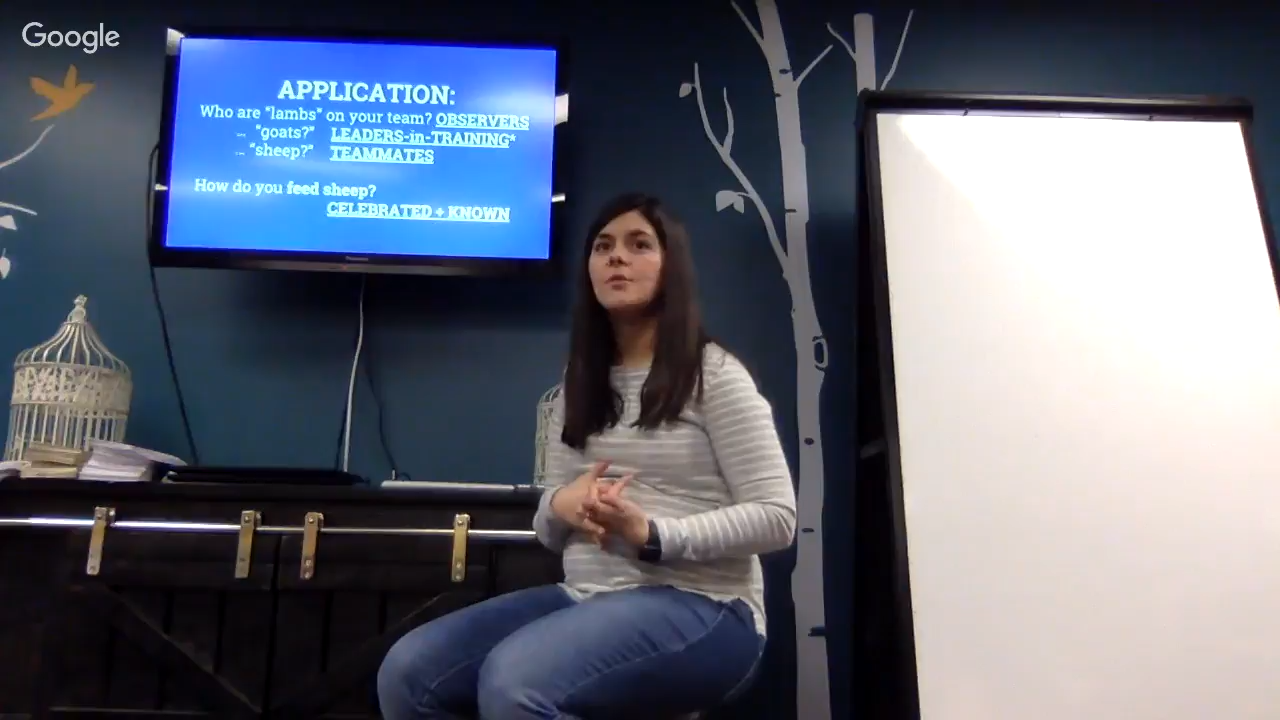 Google
APPLICATION:
Who are "lambs" on your team? OBSERVERS
... "goats?" LEADERS-in-TRAINING*
... "sheep?" TEAMMATES
How do you feed sheep?
CELEBRATED + KNOWN
Panasonic